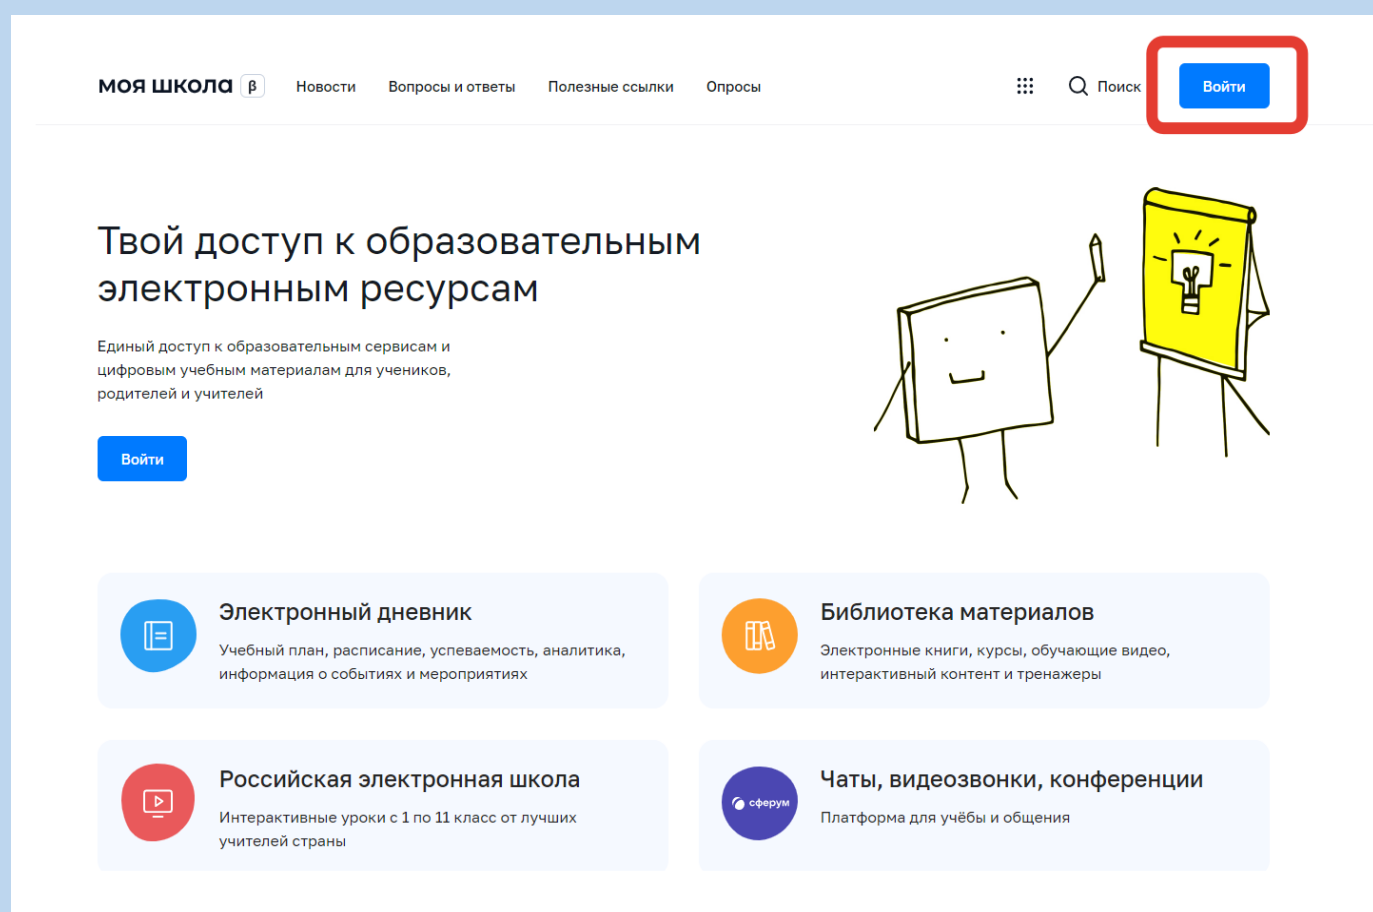 моя школа β Новости Вопросы и ответы Полезные ссылки Опросы Поиск Войти
Твой доступ к образовательным
электронным ресурсам
Единый доступ к образовательным сервисам и
цифровым учебным материалам для учеников,
родителей и учителей
Войти
Электронный дневник
Учебный план, расписание, успеваемость, аналитика,
информация о событиях и мероприятиях
Библиотека материалов
Электронные книги, курсы, обучающие видео,
интерактивный контент и тренажеры
Российская электронная школа
Интерактивные уроки с 1 по 11 класс от лучших
учителей страны
сферум
Чаты, видеозвонки, конференции
Платформа для учёбы и общения